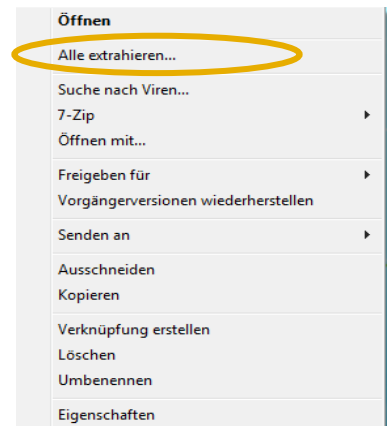 Öffnen
Alle extrahieren...
Suche nach Viren...
7-Zip
Öffnen mit...
Freigeben für
Vorgängerversionen wiederherstellen
Senden an
Ausschneiden
Kopieren
Verknüpfung erstellen
Löschen
Umbenennen
Eigenschaften